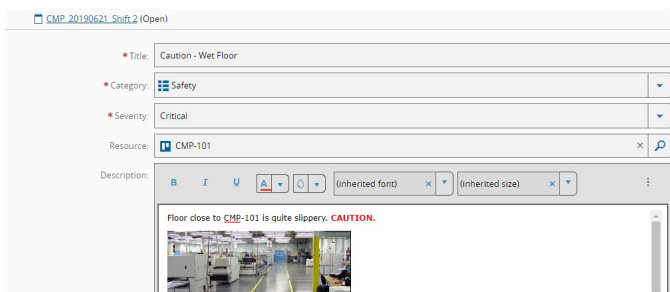 CMP_20190621_Shift 2 (Open)
* Title: Caution - Wet Floor
* Category: Safety
* Severity: Critical
Resource: CMP-101 ×
Description: B I U A (inherited font) × (inherited size) ×
Floor close to CMP-101 is quite slippery. CAUTION.